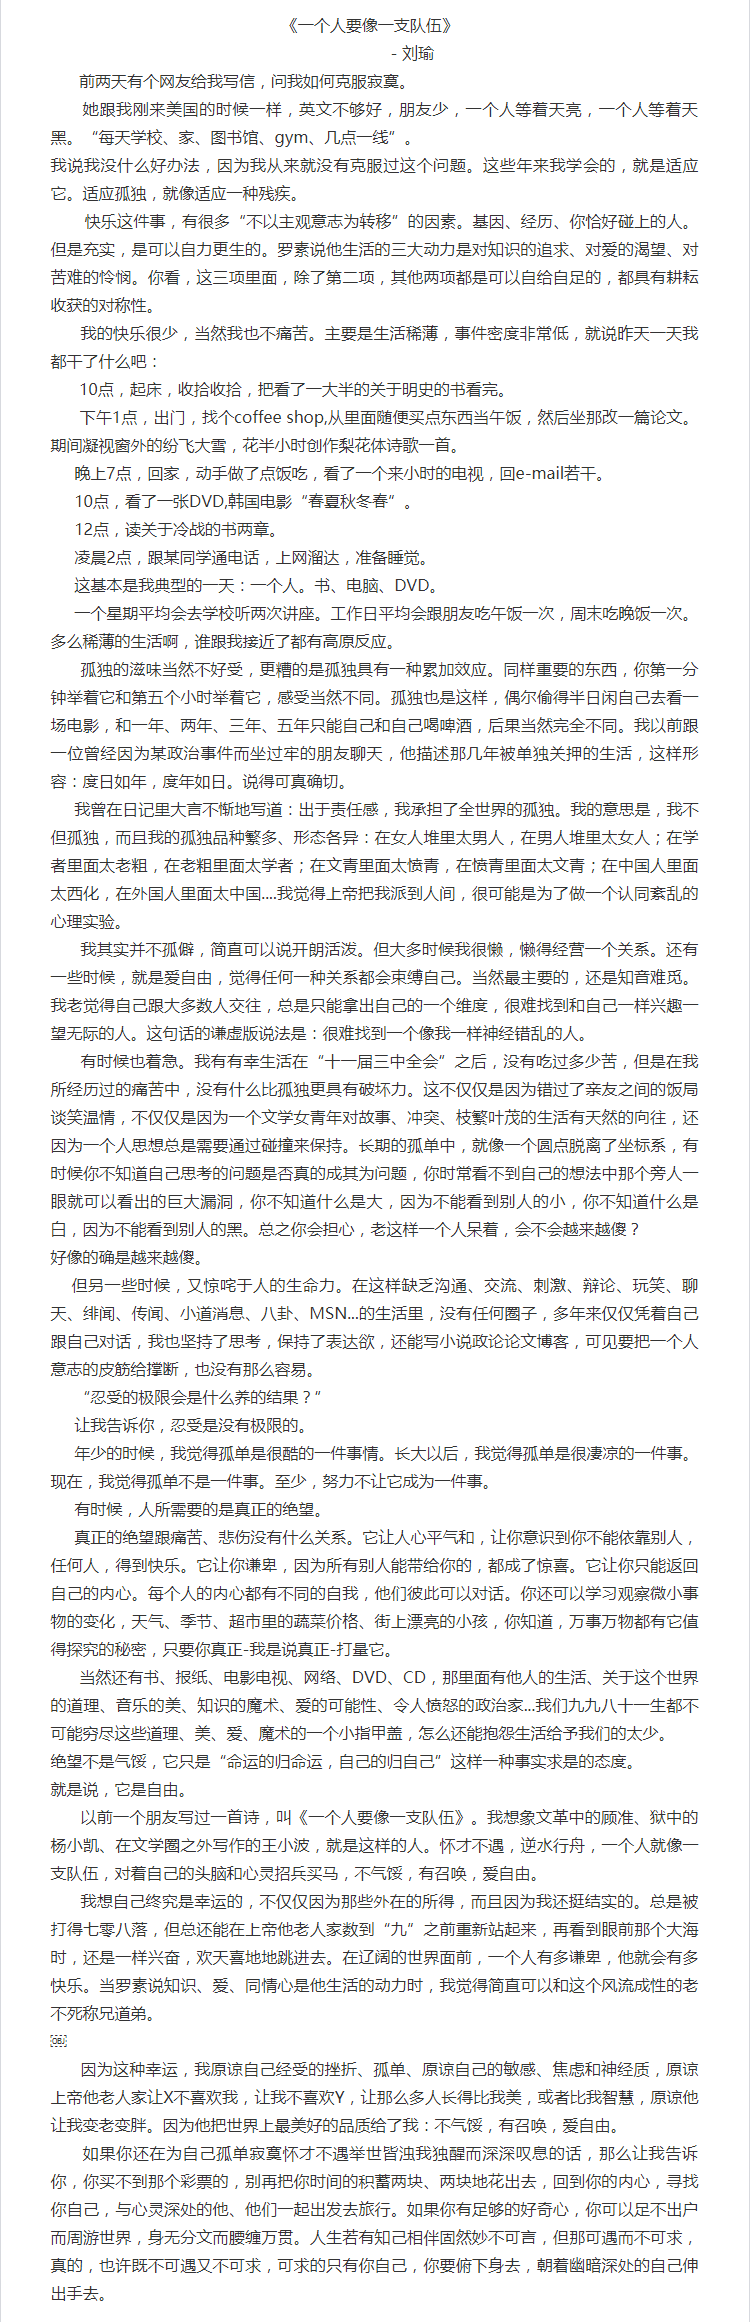 《一个人要像一支队伍》
- 刘瑜
前两天有个网友给我写信，问我如何克服寂寞。
她跟我刚来美国的时候一样，英文不够好，朋友少，一个人等着天亮，一个人等着天
黑。“每天学校、家、图书馆、gym、几点一线”。
我说我没什么好办法，因为我从来就没有克服过这个问题。这些年来我学会的，就是适应
它。适应孤独，就像适应一种残疾。
快乐这件事，有很多“不以主观意志为转移”的因素。基因、经历、你恰好碰上的人。
但是充实，是可以自力更生的。罗素说他生活的三大动力是对知识的追求、对爱的渴望、对
苦难的怜悯。你看，这三项里面，除了第二项，其他两项都是可以自给自足的，都具有耕耘
收获的对称性。
我的快乐很少，当然我也不痛苦。主要是生活稀薄，事件密度非常低，就说昨天一天我
都干了什么吧：
10点，起床，收拾收拾，把看了一大半的关于明史的书看完。
下午1点，出门，找个coffee shop,从里面随便买点东西当午饭，然后坐那改一篇论文。
期间凝视窗外的纷飞大雪，花半小时创作梨花体诗歌一首。
晚上7点，回家，动手做了点饭吃，看了一个来小时的电视，回e-mail若干。
10点，看了一张DVD,韩国电影“春夏秋冬春”。
12点，读关于冷战的书两章。
凌晨2点，跟某同学通电话，上网溜达，准备睡觉。
这基本是我典型的一天：一个人。书、电脑、DVD。
一个星期平均会去学校听两次讲座。工作日平均会跟朋友吃午饭一次，周末吃晚饭一次。
多么稀薄的生活啊，谁跟我接近了都有高原反应。
孤独的滋味当然不好受，更糟的是孤独具有一种累加效应。同样重要的东西，你第一分
钟举着它和第五个小时举着它，感受当然不同。孤独也是这样，偶尔偷得半日闲自己去看一
场电影，和一年、两年、三年、五年只能自己和自己喝啤酒，后果当然完全不同。我以前跟
一位曾经因为某政治事件而坐过牢的朋友聊天，他描述那几年被单独关押的生活，这样形
容：度日如年，度年如日。说得可真确切。
我曾在日记里大言不惭地写道：出于责任感，我承担了全世界的孤独。我的意思是，我不
但孤独，而且我的孤独品种繁多、形态各异：在女人堆里太男人，在男人堆里太女人；在学
者里面太老粗，在老粗里面太学者；在文青里面太愤青，在愤青里面太文青；在中国人里面
太西化，在外国人里面太中国....我觉得上帝把我派到人间，很可能是为了做一个认同紊乱的
心理实验。
我其实并不孤僻，简直可以说开朗活泼。但大多时候我很懒，懒得经营一个关系。还有
一些时候，就是爱自由，觉得任何一种关系都会束缚自己。当然最主要的，还是知音难觅。
我老觉得自己跟大多数人交往，总是只能拿出自己的一个维度，很难找到和自己一样兴趣一
望无际的人。这句话的谦虚版说法是：很难找到一个像我一样神经错乱的人。
有时候也着急。我有有幸生活在“十一届三中全会”之后，没有吃过多少苦，但是在我
所经历过的痛苦中，没有什么比孤独更具有破坏力。这不仅仅是因为错过了亲友之间的饭局
谈笑温情，不仅仅是因为一个文学女青年对故事、冲突、枝繁叶茂的生活有天然的向往，还
因为一个人思想总是需要通过碰撞来保持。长期的孤单中，就像一个圆点脱离了坐标系，有
时候你不知道自己思考的问题是否真的成其为问题，你时常看不到自己的想法中那个旁人一
眼就可以看出的巨大漏洞，你不知道什么是大，因为不能看到别人的小，你不知道什么是
白，因为不能看到别人的黑。总之你会担心，老这样一个人呆着，会不会越来越傻？
好像的确是越来越傻。
但另一些时候，又惊咤于人的生命力。在这样缺乏沟通、交流、刺激、辩论、玩笑、聊
天、绯闻、传闻、小道消息、八卦、MSN...的生活里，没有任何圈子，多年来仅仅凭着自己
跟自己对话，我也坚持了思考，保持了表达欲，还能写小说政论论文博客，可见要把一个人
意志的皮筋给撑断，也没有那么容易。
“忍受的极限会是什么养的结果？”
让我告诉你，忍受是没有极限的。
年少的时候，我觉得孤单是很酷的一件事情。长大以后，我觉得孤单是很凄凉的一件事。
现在，我觉得孤单不是一件事。至少，努力不让它成为一件事。
有时候，人所需要的是真正的绝望。
真正的绝望跟痛苦、悲伤没有什么关系。它让人心平气和，让你意识到你不能依靠别人，
任何人，得到快乐。它让你谦卑，因为所有别人能带给你的，都成了惊喜。它让你只能返回
自己的内心。每个人的内心都有不同的自我，他们彼此可以对话。你还可以学习观察微小事
物的变化，天气、季节、超市里的蔬菜价格、街上漂亮的小孩，你知道，万事万物都有它值
得探究的秘密，只要你真正-我是说真正-打量它。
当然还有书、报纸、电影电视、网络、DVD、CD，那里面有他人的生活、关于这个世界
的道理、音乐的美、知识的魔术、爱的可能性、令人愤怒的政治家...我们九九八十一生都不
可能穷尽这些道理、美、爱、魔术的一个小指甲盖，怎么还能抱怨生活给予我们的太少。
绝望不是气馁，它只是“命运的归命运，自己的归自己”这样一种事实求是的态度。
就是说，它是自由。
以前一个朋友写过一首诗，叫《一个人要像一支队伍》。我想象文革中的顾准、狱中的
杨小凯、在文学圈之外写作的王小波，就是这样的人。怀才不遇，逆水行舟，一个人就像一
支队伍，对着自己的头脑和心灵招兵买马，不气馁，有召唤，爱自由。
我想自己终究是幸运的，不仅仅因为那些外在的所得，而且因为我还挺结实的。总是被
打得七零八落，但总还能在上帝他老人家数到“九”之前重新站起来，再看到眼前那个大海
时，还是一样兴奋，欢天喜地地跳进去。在辽阔的世界面前，一个人有多谦卑，他就会有多
快乐。当罗素说知识、爱、同情心是他生活的动力时，我觉得简直可以和这个风流成性的老
不死称兄道弟。
￼
因为这种幸运，我原谅自己经受的挫折、孤单、原谅自己的敏感、焦虑和神经质，原谅
上帝他老人家让X不喜欢我，让我不喜欢Y，让那么多人长得比我美，或者比我智慧，原谅他
让我变老变胖。因为他把世界上最美好的品质给了我：不气馁，有召唤，爱自由。
如果你还在为自己孤单寂寞怀才不遇举世皆浊我独醒而深深叹息的话，那么让我告诉
你，你买不到那个彩票的，别再把你时间的积蓄两块、两块地花出去，回到你的内心，寻找
你自己，与心灵深处的他、他们一起出发去旅行。如果你有足够的好奇心，你可以足不出户
而周游世界，身无分文而腰缠万贯。人生若有知己相伴固然妙不可言，但那可遇而不可求，
真的，也许既不可遇又不可求，可求的只有你自己，你要俯下身去，朝着幽暗深处的自己伸
出手去。